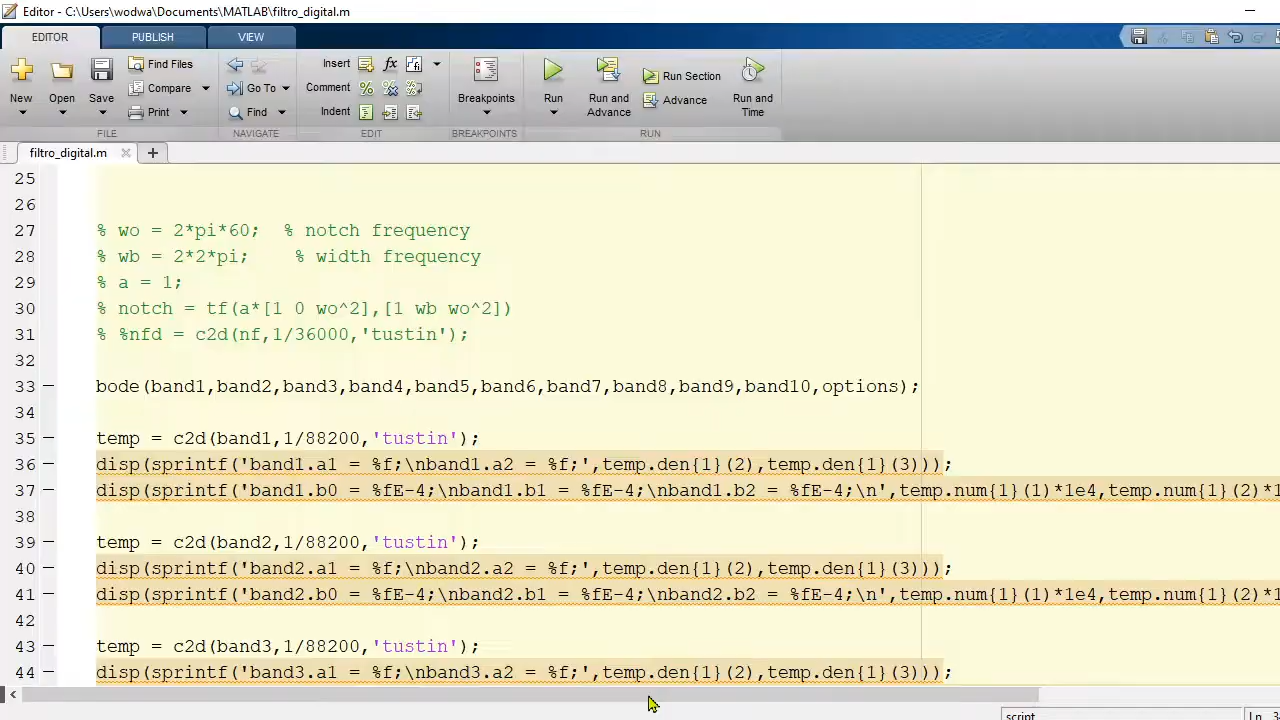 Editor - C:\Users\wodwa\Documents\MATLAB\filtro_digital.m
EDITOR PUBLISH VIEW
New Open Save Find Files Compare Print
FILE
Go To Find
NAVIGATE
Insert fx
Comment
Indent
EDIT
Breakpoints
BREAKPOINTS
Run Run and Advance Run Section Advance Run and Time
RUN
filtro_digital.m
25
26
27 % wo = 2*pi*60;  % notch frequency
28 % wb = 2*2*pi;    % width frequency
29 % a = 1;
30 % notch = tf(a*[1 0 wo^2],[1 wb wo^2])
31 % %nfd = c2d(nf,1/36000,'tustin');
32
33 bode(band1,band2,band3,band4,band5,band6,band7,band8,band9,band10,options);
34
35 temp = c2d(band1,1/88200,'tustin');
36 disp(sprintf('band1.a1 = %f;\nband1.a2 = %f;',temp.den{1}(2),temp.den{1}(3)));
37 disp(sprintf('band1.b0 = %fE-4;\nband1.b1 = %fE-4;\nband1.b2 = %fE-4;\n',temp.num{1}(1)*1e4,temp.num{1}(2)*1
38
39 temp = c2d(band2,1/88200,'tustin');
40 disp(sprintf('band2.a1 = %f;\nband2.a2 = %f;',temp.den{1}(2),temp.den{1}(3)));
41 disp(sprintf('band2.b0 = %fE-4;\nband2.b1 = %fE-4;\nband2.b2 = %fE-4;\n',temp.num{1}(1)*1e4,temp.num{1}(2)*1
42
43 temp = c2d(band3,1/88200,'tustin');
44 disp(sprintf('band3.a1 = %f;\nband3.a2 = %f;',temp.den{1}(2),temp.den{1}(3)));
script Ln 3